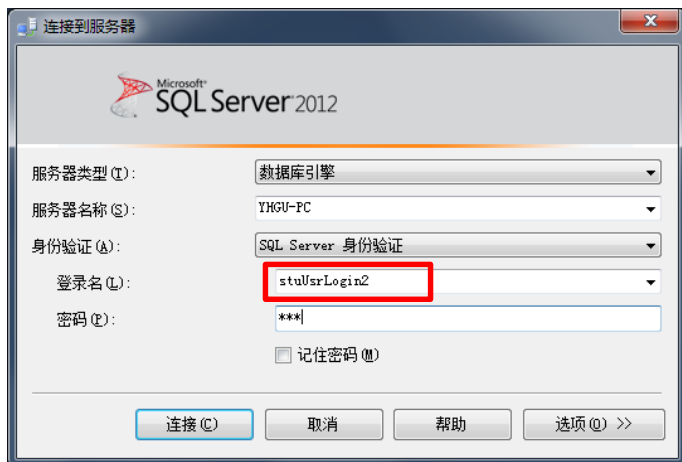 连接到服务器
Microsoft®
SQL Server® 2012
服务器类型(T): 数据库引擎
服务器名称(S): YHGU-PC
身份验证(A): SQL Server 身份验证
登录名(L): stuUsrLogin2
密码(P): ***
记住密码(M)
连接(C) 取消 帮助 选项(O) >>